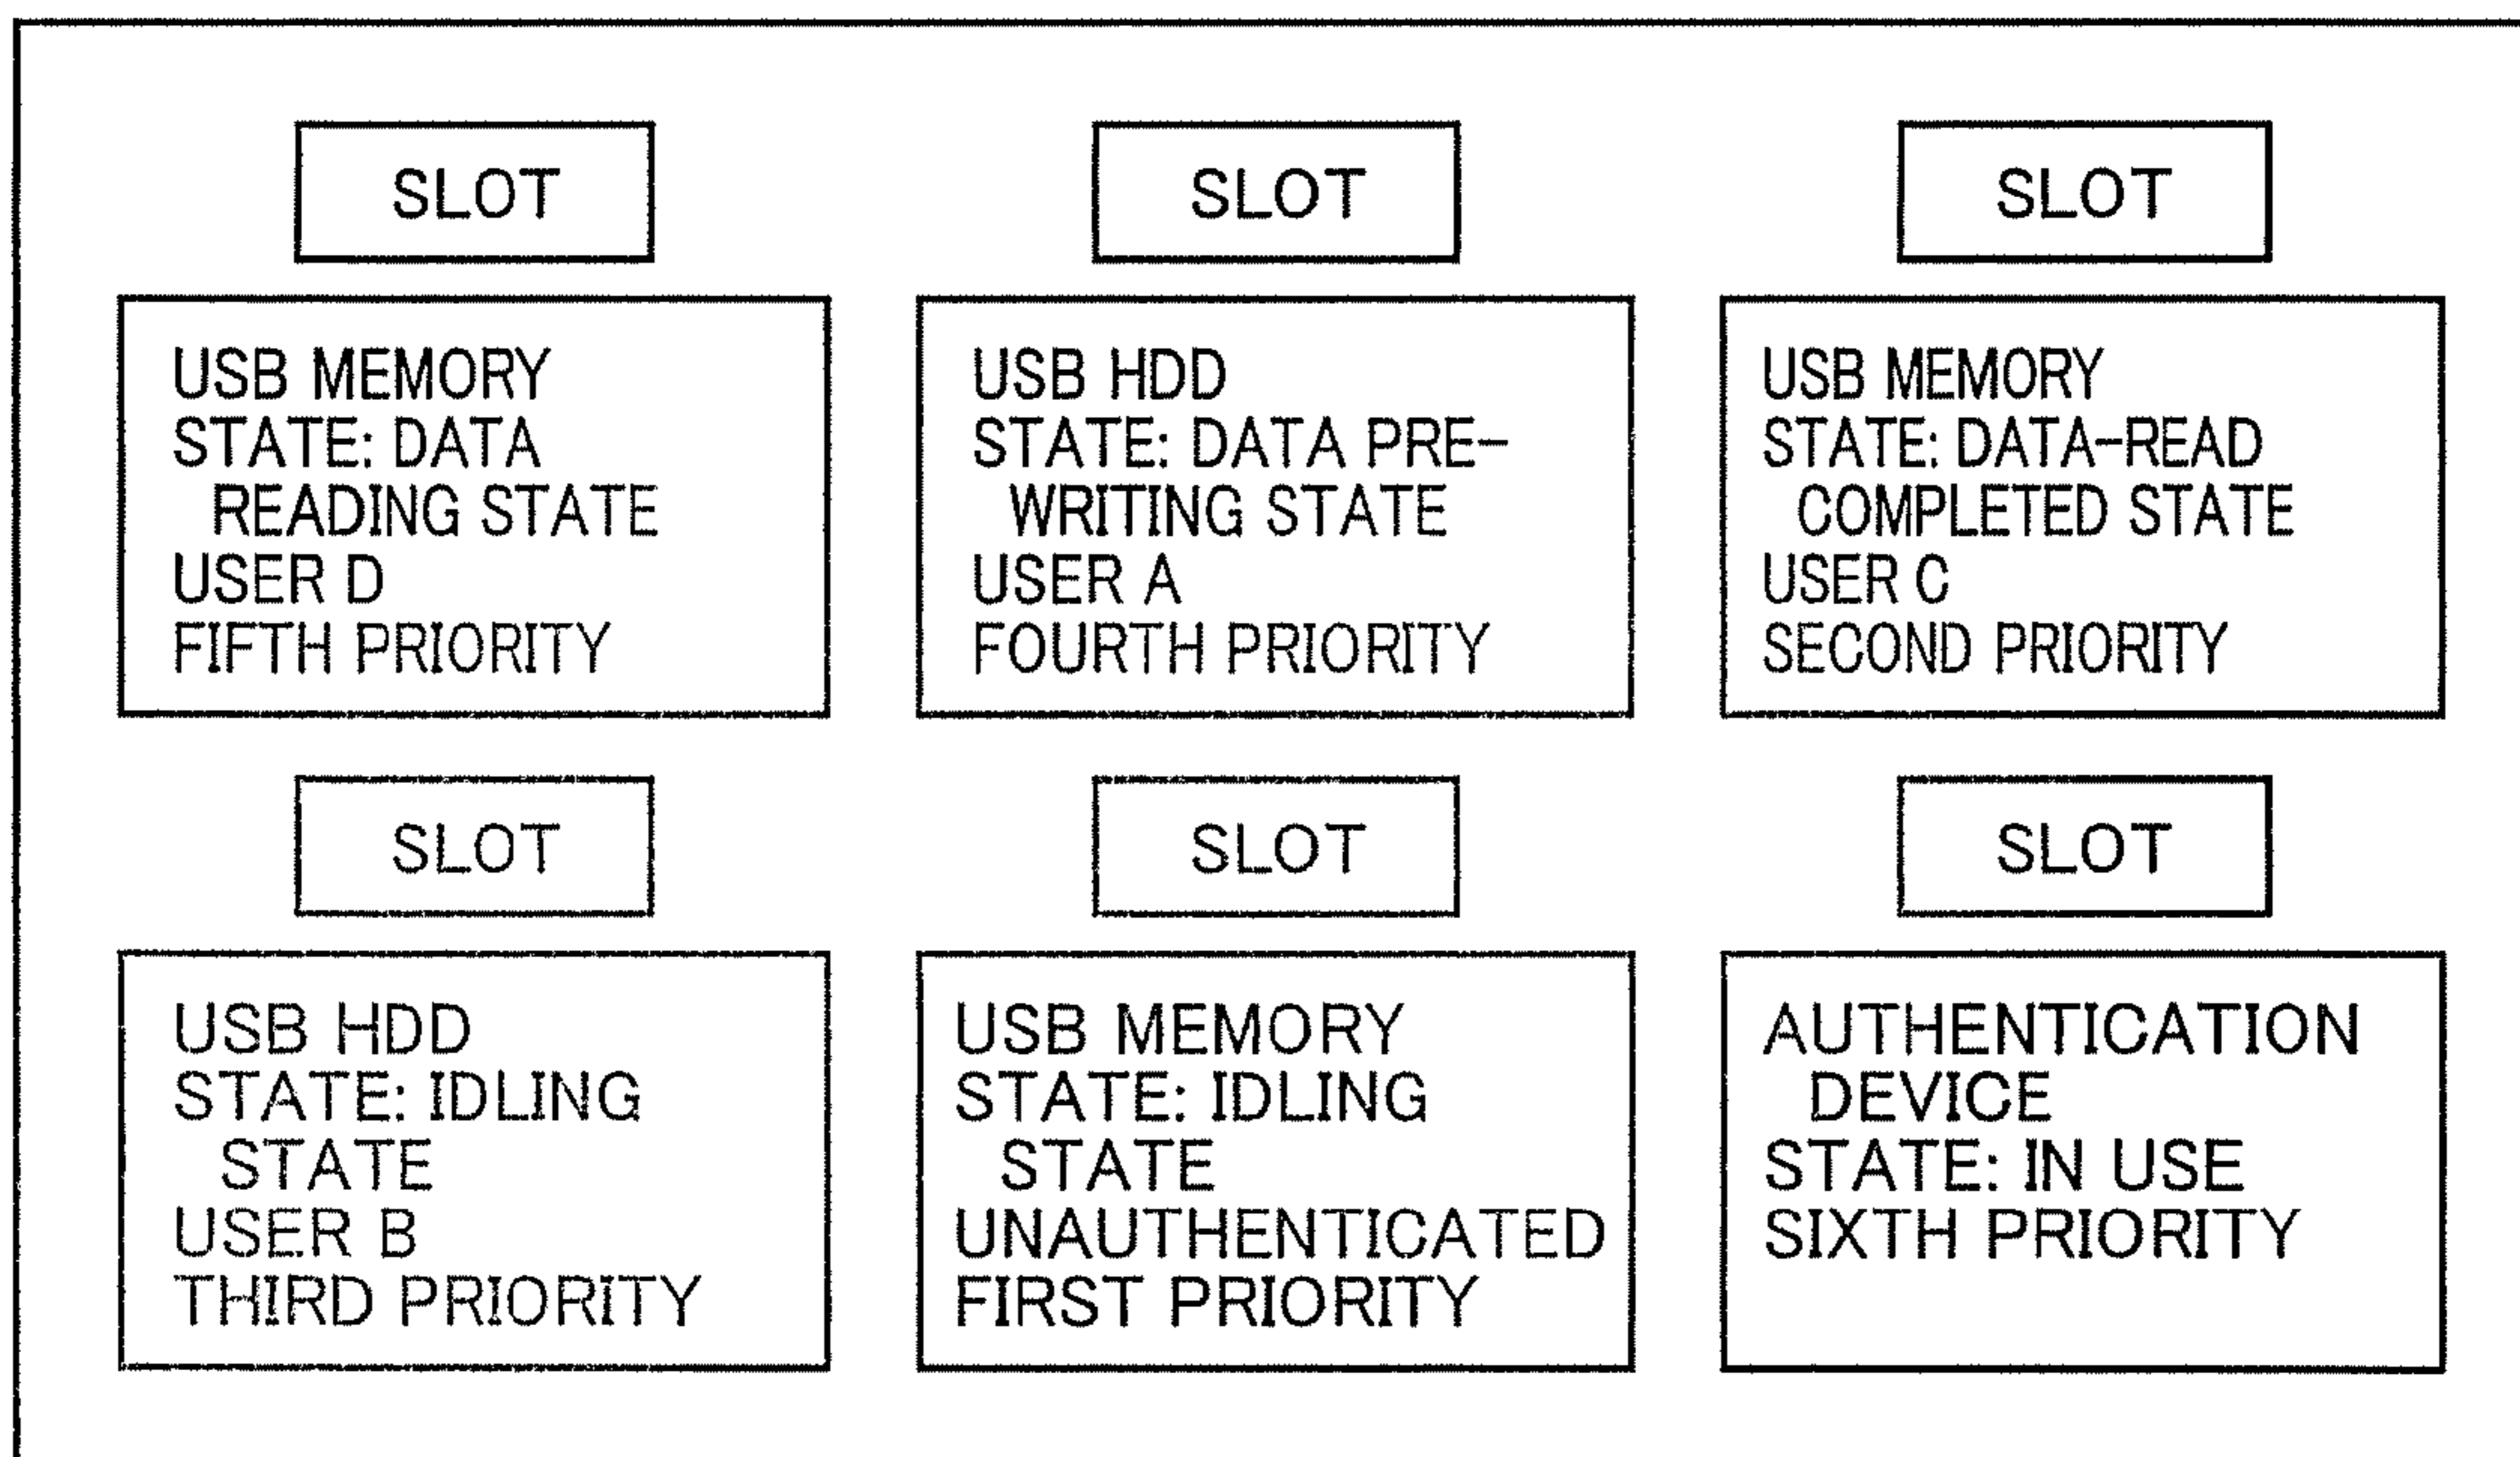 SLOT
SLOT
SLOT
USB MEMORY
STATE: DATA
READING STATE
USER D
FIFTH PRIORITY
USB HDD
STATE: DATA PRE-
WRITING STATE
USER A
FOURTH PRIORITY
USB MEMORY
STATE: DATA-READ
COMPLETED STATE
USER C
SECOND PRIORITY
SLOT
SLOT
SLOT
USB HDD
STATE: IDLING
STATE
USER B
THIRD PRIORITY
USB MEMORY
STATE: IDLING
STATE
UNAUTHENTICATED
FIRST PRIORITY
AUTHENTICATION
DEVICE
STATE: IN USE
SIXTH PRIORITY